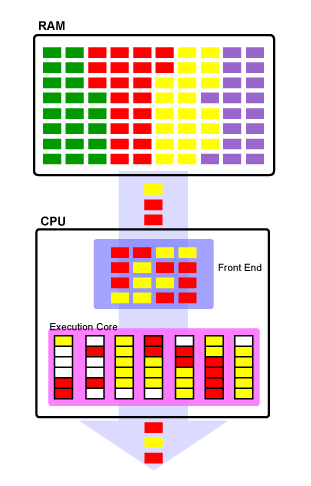 RAM
CPU
Front End
Execution Core